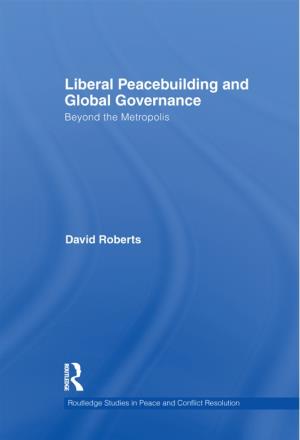 Liberal Peacebuilding and
Global Governance
Beyond the Metropolis
David Roberts
ROUTLEDGE
Routledge Studies in Peace and Conflict Resolution